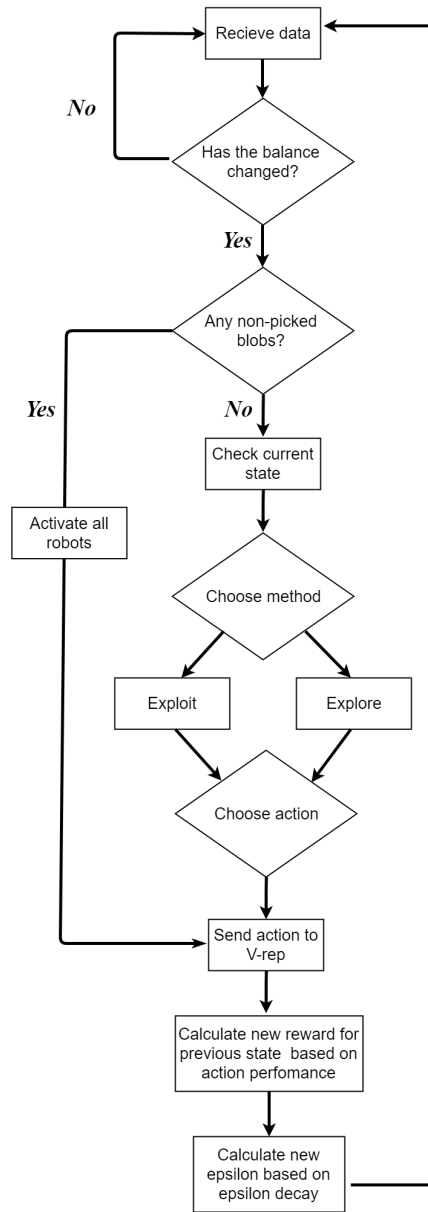 Recieve data
No
Has the balance
changed?
Yes
Any non-picked
blobs?
Yes
No
Check current
state
Activate all
robots
Choose method
Exploit
Explore
Choose action
Send action to
V-rep
Calculate new reward for
previous state based on
action perfomance
Calculate new
epsilon based on
epsilon decay